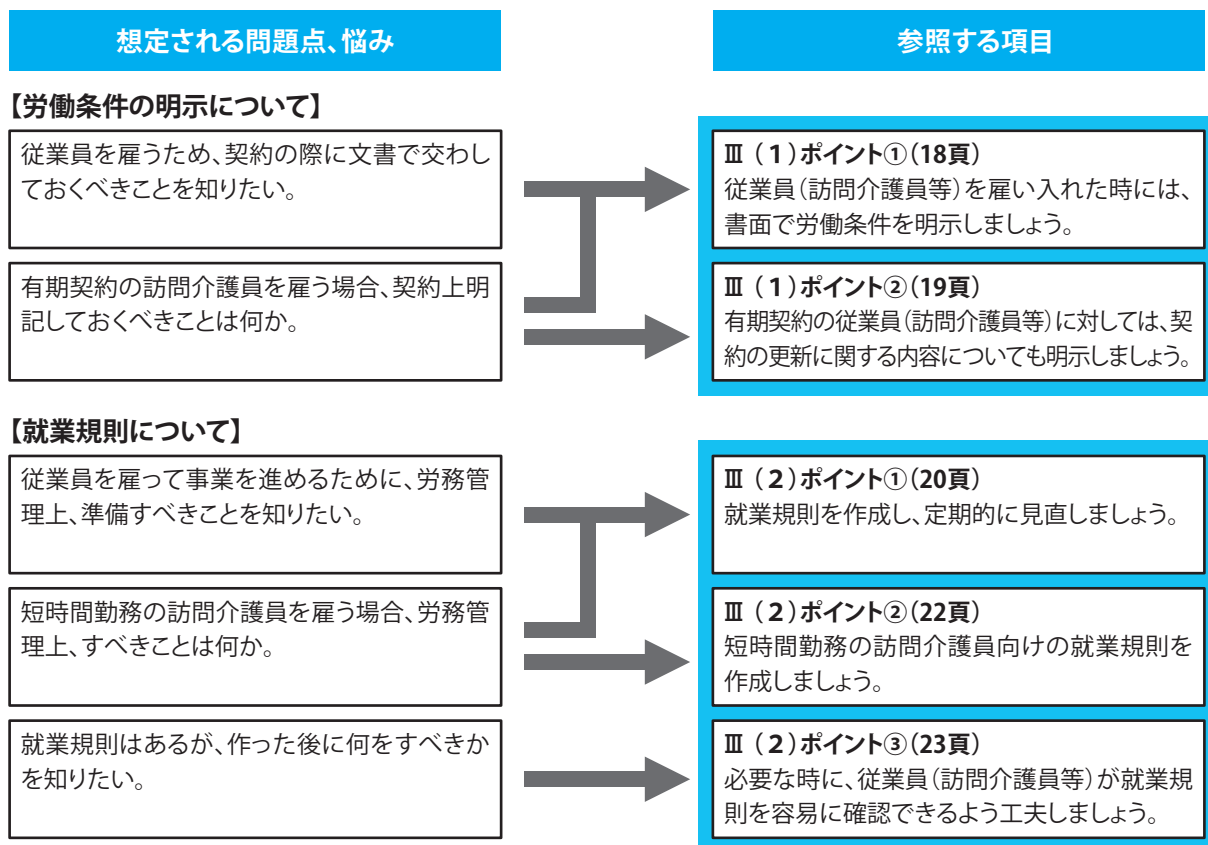 想定される問題点、悩み
参照する項目
【労働条件の明示について】
従業員を雇うため、契約の際に文書で交わし
ておくべきことを知りたい。
Ⅲ（1）ポイント①（18頁）
従業員（訪問介護員等）を雇い入れた時には、
書面で労働条件を明示しましょう。
有期契約の訪問介護員を雇う場合、契約上明
記しておくべきことは何か。
Ⅲ（1）ポイント②（19頁）
有期契約の従業員（訪問介護員等）に対しては、契
約の更新に関する内容についても明示しましょう。
【就業規則について】
従業員を雇って事業を進めるために、労務管
理上、準備すべきことを知りたい。
Ⅲ（2）ポイント①（20頁）
就業規則を作成し、定期的に見直しましょう。
短時間勤務の訪問介護員を雇う場合、労務管
理上、すべきことは何か。
Ⅲ（2）ポイント②（22頁）
短時間勤務の訪問介護員向けの就業規則を
作成しましょう。
就業規則はあるが、作った後に何をすべきか
を知りたい。
Ⅲ（2）ポイント③（23頁）
必要な時に、従業員（訪問介護員等）が就業規
則を容易に確認できるよう工夫しましょう。